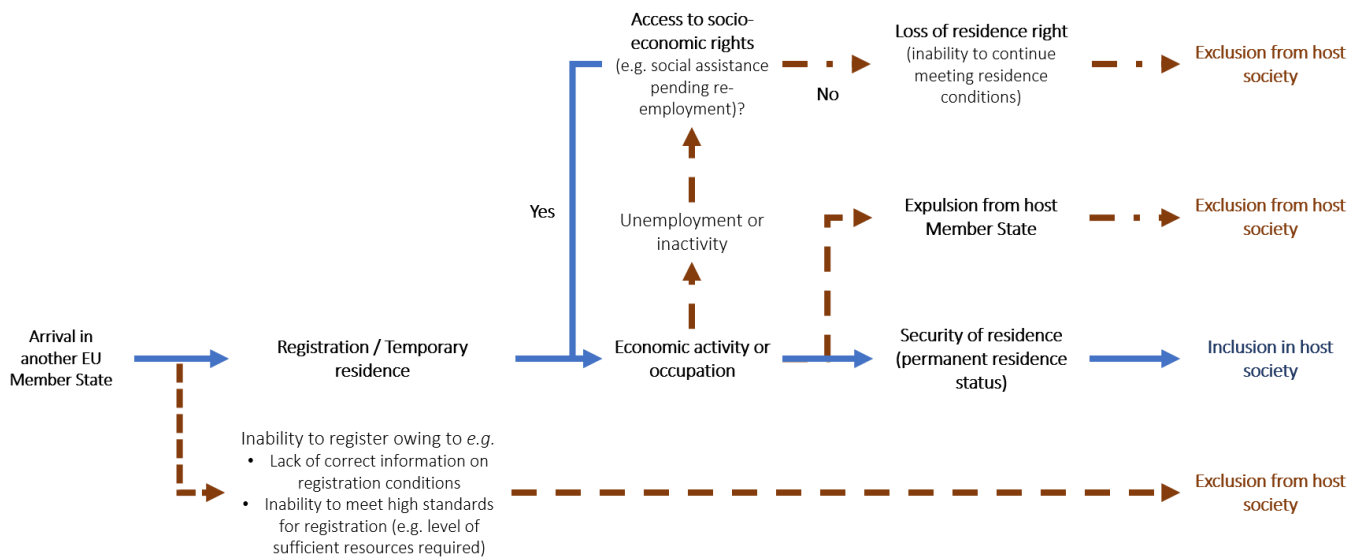 Access to socio-
economic rights
(e.g. social assistance
pending re-
employment)?
No
Loss of residence right
(inability to continue
meeting residence
conditions)
Exclusion from host
society
Yes
Unemployment or
inactivity
Expulsion from host
Member State
Exclusion from host
society
Arrival in
another EU
Member State
Registration / Temporary
residence
Economic activity or
occupation
Security of residence
(permanent residence
status)
Inclusion in host
society
Inability to register owing to e.g.
• Lack of correct information on
registration conditions
• Inability to meet high standards
for registration (e.g. level of
sufficient resources required)
Exclusion from host
society